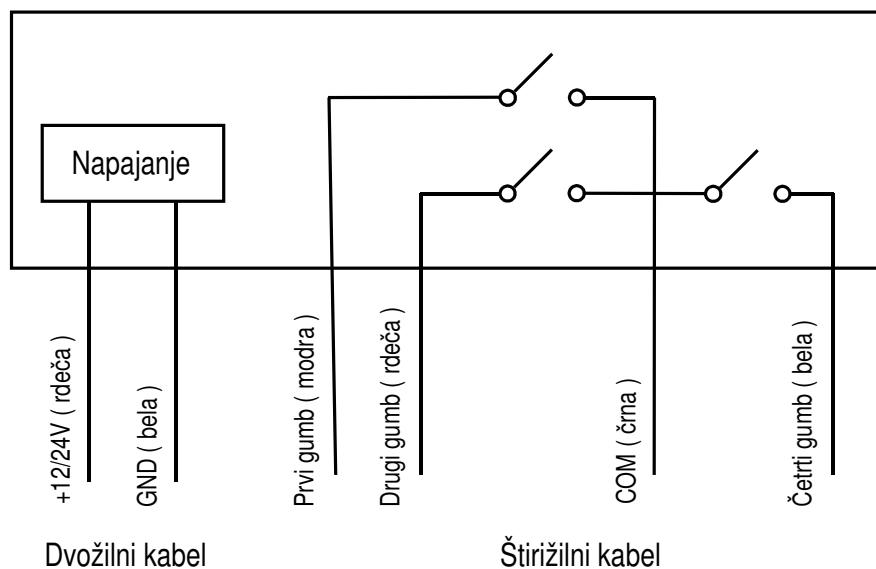 Napajanje
+12/24V ( rdeča )
GND ( bela )
Prvi gumb ( modra )
Drugi gumb ( rdeča )
COM ( črna )
Četrti gumb ( bela )
Dvožilni kabel
Štirižilni kabel